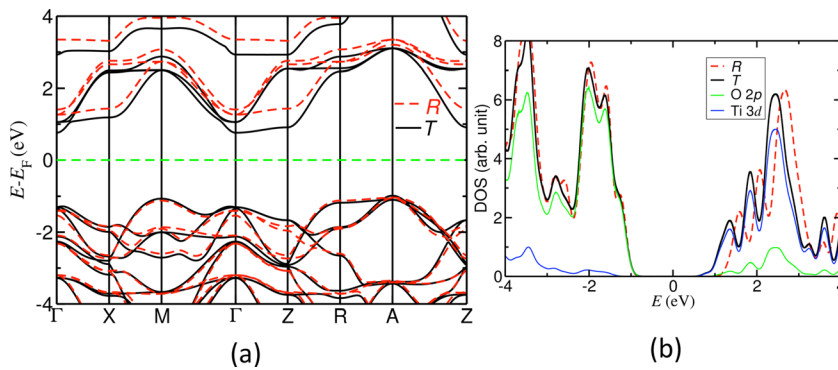 4
2
0
-2
-4
E-E_F (eV)
R
T
Γ X M Γ Z R A Z
(a)
8
6
4
2
0
DOS (arb. unit)
R
T
O 2p
Ti 3d
-4 -2 0 2 4
E (eV)
(b)